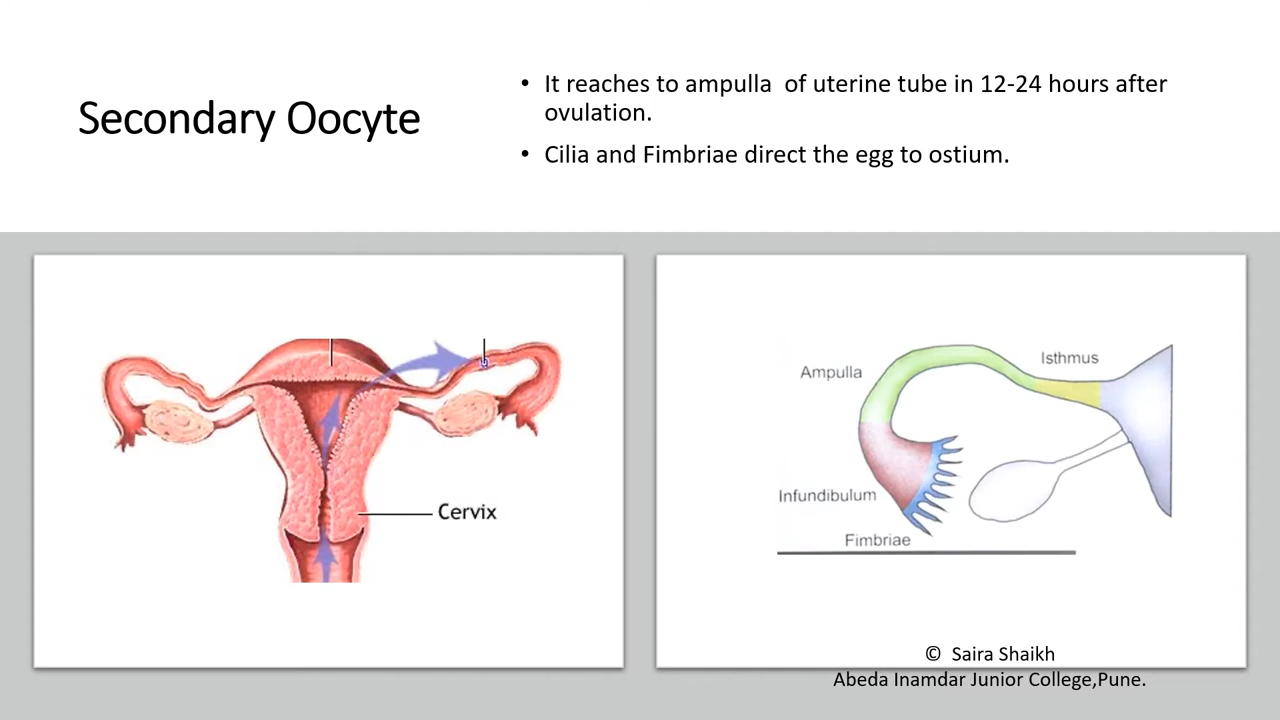 Secondary Oocyte
• It reaches to ampulla  of uterine tube in 12-24 hours after
ovulation.
• Cilia and Fimbriae direct the egg to ostium.
Cervix
Ampulla
Isthmus
Infundibulum
Fimbriae
© Saira Shaikh
Abeda Inamdar Junior College,Pune.